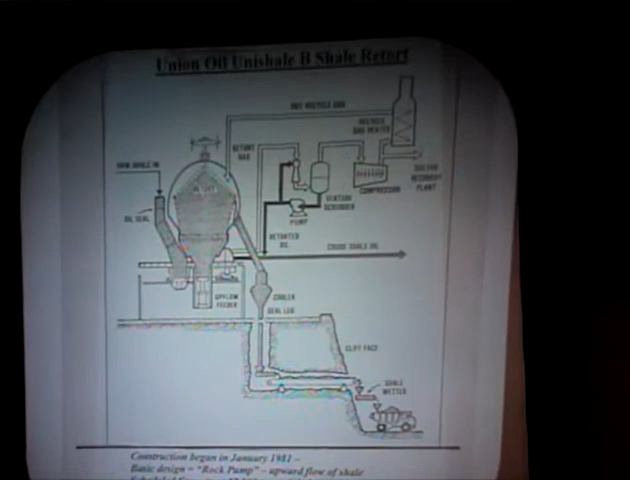 Union Oil Unishale B Shale Retort
HOT RECYCLE GAS
RECYCLE
GAS HEATER
RETORT
GAS
RAW SHALE IN
RETORT
SULFUR
RECOVERY
PLANT
COMPRESSOR
VENTURI
SCRUBBER
OIL SEAL
PUMP
RETORTED
OIL
CRUDE SHALE OIL
UPFLOW
FEEDER
COOLER
SEAL LEG
CLIFF FACE
SHALE
WETTER
Construction began in January 1981 –
Basic design = "Rock Pump" – upward flow of shale